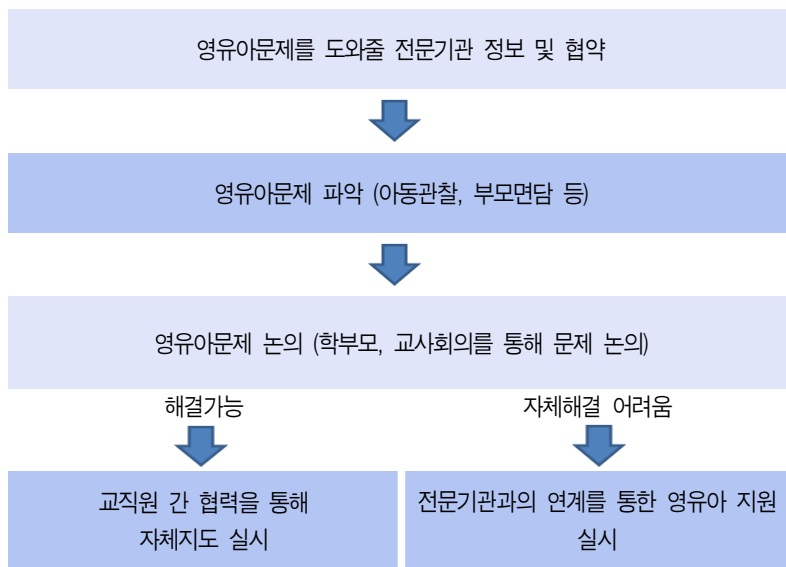 영유아문제를 도와줄 전문기관 정보 및 협약
영유아문제 파악 (아동관찰, 부모면담 등)
영유아문제 논의 (학부모, 교사회의를 통해 문제 논의)
해결가능
자체해결 어려움
교직원 간 협력을 통해
자체지도 실시
전문기관과의 연계를 통한 영유아 지원
실시